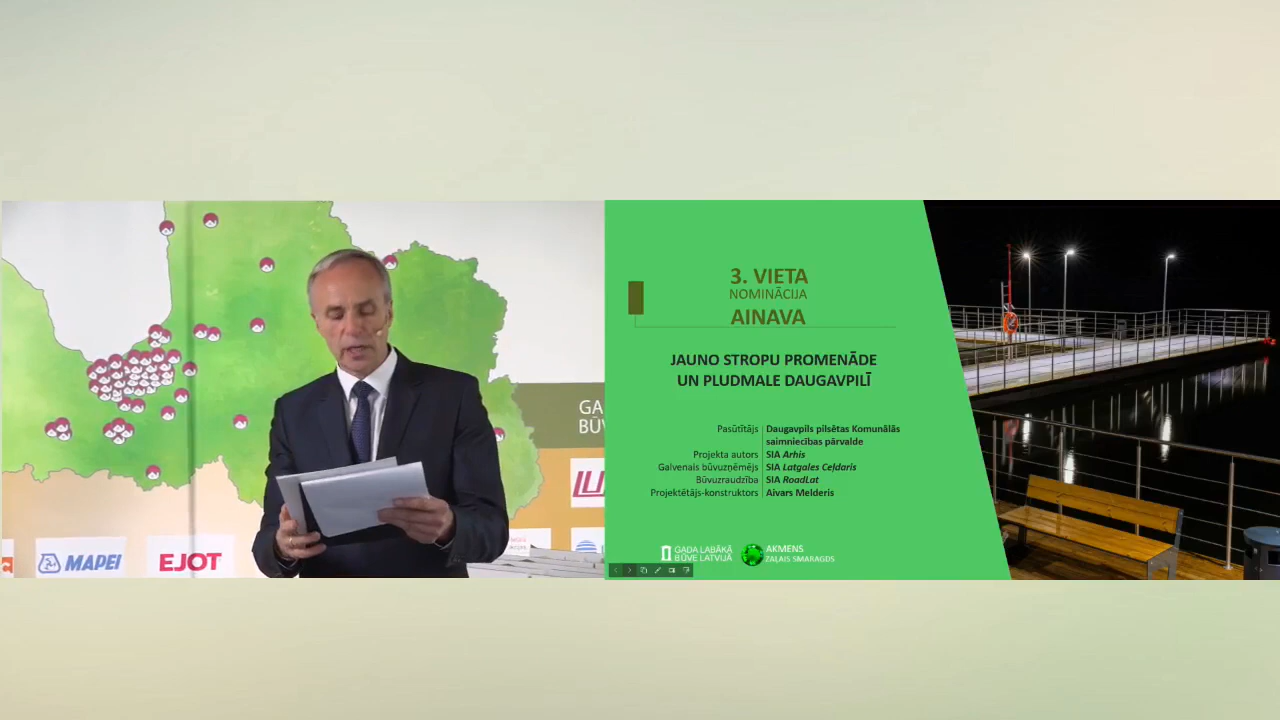 GA
BŪV
LU
MAPEI
EJOT
3. VIETA
NOMINĀCIJA
AINAVA
JAUNO STROPU PROMENĀDE
UN PLUDMALE DAUGAVPILĪ
Pasūtītājs Daugavpils pilsētas Komunālās
saimniecības pārvalde
Projekta autors SIA Arhis
Galvenais būvuzņēmējs SIA Latgales Ceļdaris
Būvuzraudzība SIA RoadLat
Projektētājs-konstruktors Aivars Melderis
GADA LABĀKĀ
BŪVE LATVIJĀ
AKMENS
ZAĻAIS SMARAGDS